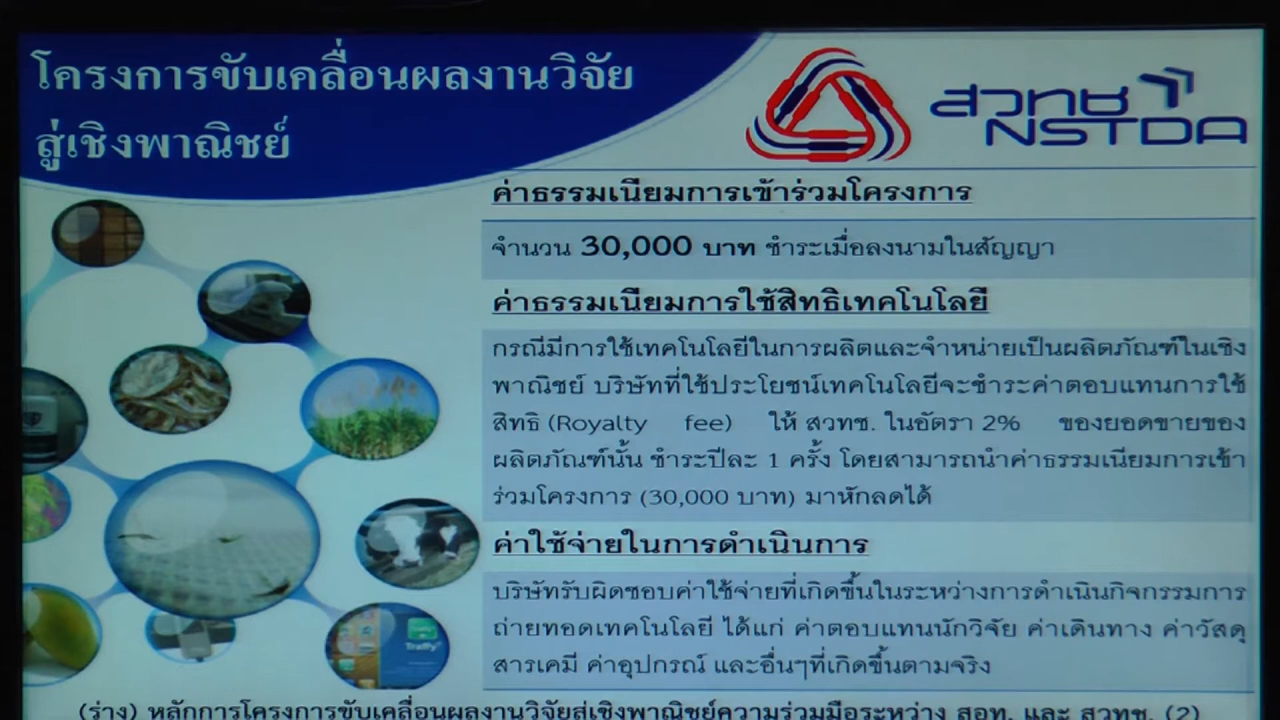 โครงการขับเคลื่อนผลงานวิจัย
สู่เชิงพาณิชย์
สวทช
NSTDA
ค่าธรรมเนียมการเข้าร่วมโครงการ
จำนวน 30,000 บาท ชำระเมื่อลงนามในสัญญา
ค่าธรรมเนียมการใช้สิทธิเทคโนโลยี
กรณีมีการใช้เทคโนโลยีในการผลิตและจำหน่ายเป็นผลิตภัณฑ์ในเชิง
พาณิชย์ บริษัทที่ใช้ประโยชน์เทคโนโลยีจะชำระค่าตอบแทนการใช้
สิทธิ (Royalty fee) ให้ สวทช. ในอัตรา 2% ของยอดขายของ
ผลิตภัณฑ์นั้น ชำระปีละ 1 ครั้ง โดยสามารถนำค่าธรรมเนียมการเข้า
ร่วมโครงการ (30,000 บาท) มาหักลดได้
ค่าใช้จ่ายในการดำเนินการ
บริษัทรับผิดชอบค่าใช้จ่ายที่เกิดขึ้นในระหว่างการดำเนินกิจกรรมการ
ถ่ายทอดเทคโนโลยี ได้แก่ ค่าตอบแทนนักวิจัย ค่าเดินทาง ค่าวัสดุ
สารเคมี ค่าอุปกรณ์ และอื่นๆที่เกิดขึ้นตามจริง
Traffy
(ร่าง) หลักการโครงการขับเคลื่อนผลงานวิจัยสู่เชิงพาณิชย์ความร่วมมือระหว่าง สอท. และ สวทช. (2)